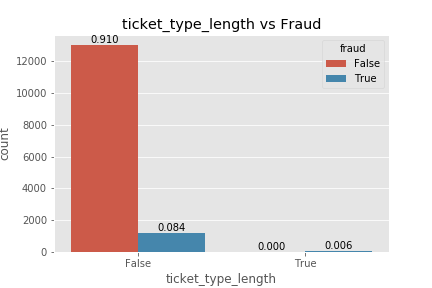 ticket_type_length vs Fraud
fraud
False
True
0.910
0.084
0.000
0.006
12000
10000
8000
6000
4000
2000
0
count
False
True
ticket_type_length